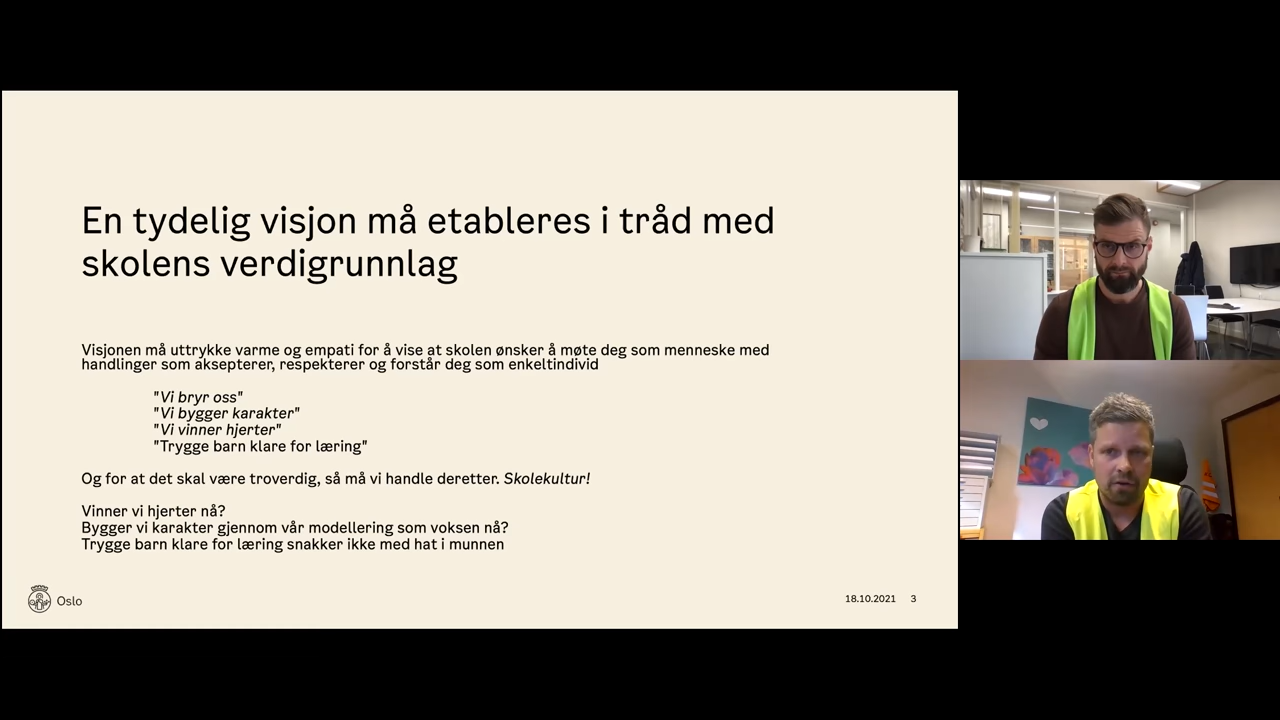 En tydelig visjon må etableres i tråd med
skolens verdigrunnlag
Visjonen må uttrykke varme og empati for å vise at skolen ønsker å møte deg som menneske med
handlinger som aksepterer, respekterer og forstår deg som enkeltindivid
"Vi bryr oss"
"Vi bygger karakter"
"Vi vinner hjerter"
"Trygge barn klare for læring"
Og for at det skal være troverdig, så må vi handle deretter. Skolekultur!
Vinner vi hjerter nå?
Bygger vi karakter gjennom vår modellering som voksen nå?
Trygge barn klare for læring snakker ikke med hat i munnen
Oslo
18.10.2021 3